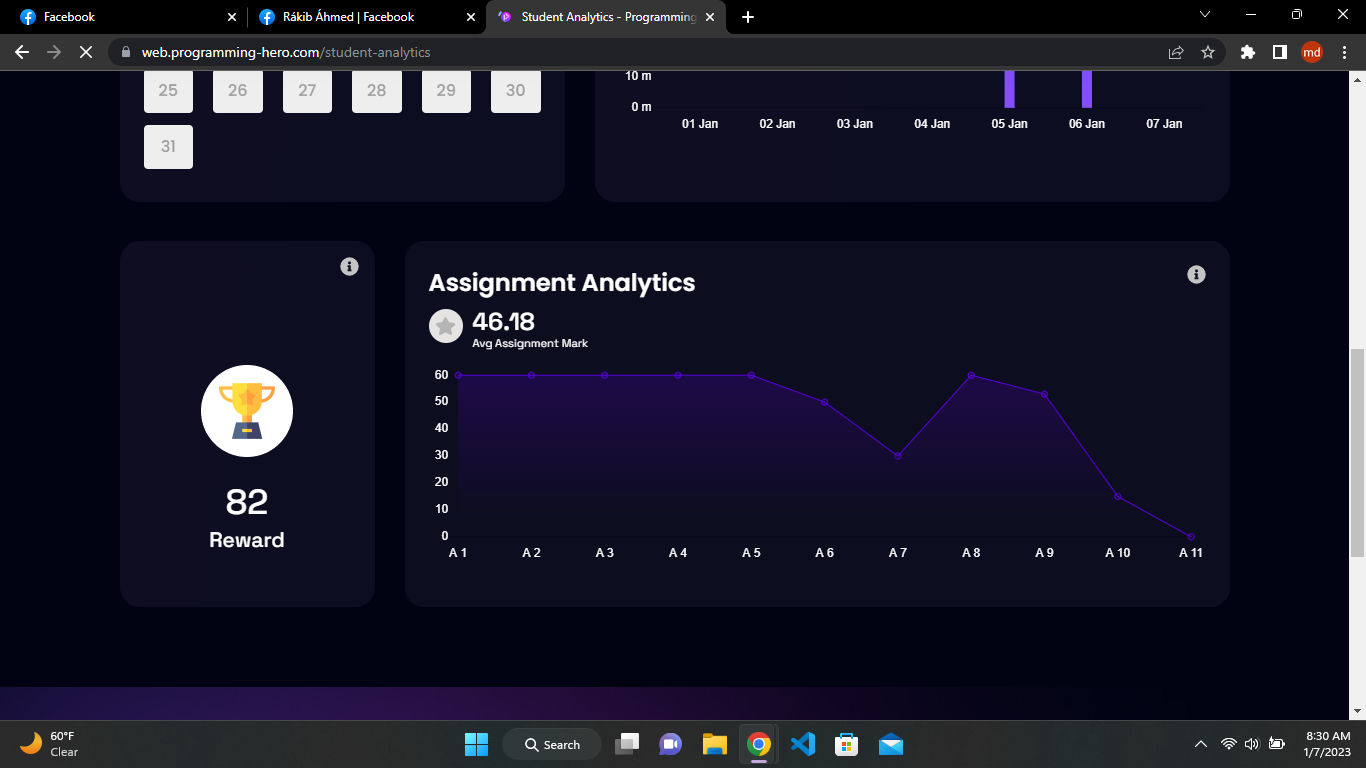 Facebook
Rákib Áhmed | Facebook
Student Analytics - Programming
web.programming-hero.com/student-analytics
md
25 26 27 28 29 30
31
10 m
0 m
01 Jan 02 Jan 03 Jan 04 Jan 05 Jan 06 Jan 07 Jan
82
Reward
Assignment Analytics
46.18
Avg Assignment Mark
60
50
40
30
20
10
0
A 1 A 2 A 3 A 4 A 5 A 6 A 7 A 8 A 9 A 10 A 11
60°F
Clear
Search
8:30 AM
1/7/2023